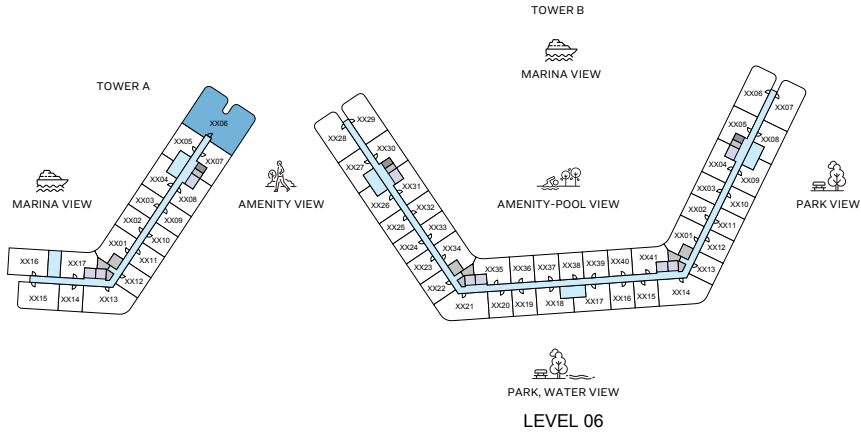 TOWER B
MARINA VIEW
TOWER A
XX06
XX05
XX07
XX04
XX08
XX03
XX09
XX02
XX10
XX01
XX11
XX12
XX16
XX17
XX15
XX14
XX13
MARINA VIEW
AMENITY VIEW
XX29
XX28
XX30
XX27
XX31
XX26
XX32
XX25
XX33
XX24
XX34
XX23
XX22
XX21
XX35
XX36
XX37
XX38
XX39
XX40
XX41
XX20
XX19
XX18
XX17
XX16
XX15
XX14
XX06
XX07
XX05
XX08
XX04
XX09
XX03
XX10
XX02
XX11
XX01
XX12
XX13
AMENITY-POOL VIEW
PARK VIEW
PARK, WATER VIEW
LEVEL 06